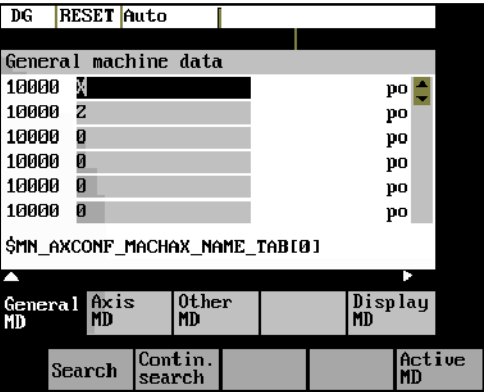 DG RESET Auto
General machine data
10000 X po
10000 Z po
10000 0 po
10000 0 po
10000 0 po
10000 0 po
$MN_AXCONF_MACHAX_NAME_TAB[0]
General MD
Axis MD
Other MD
Display MD
Search
Contin. search
Active MD